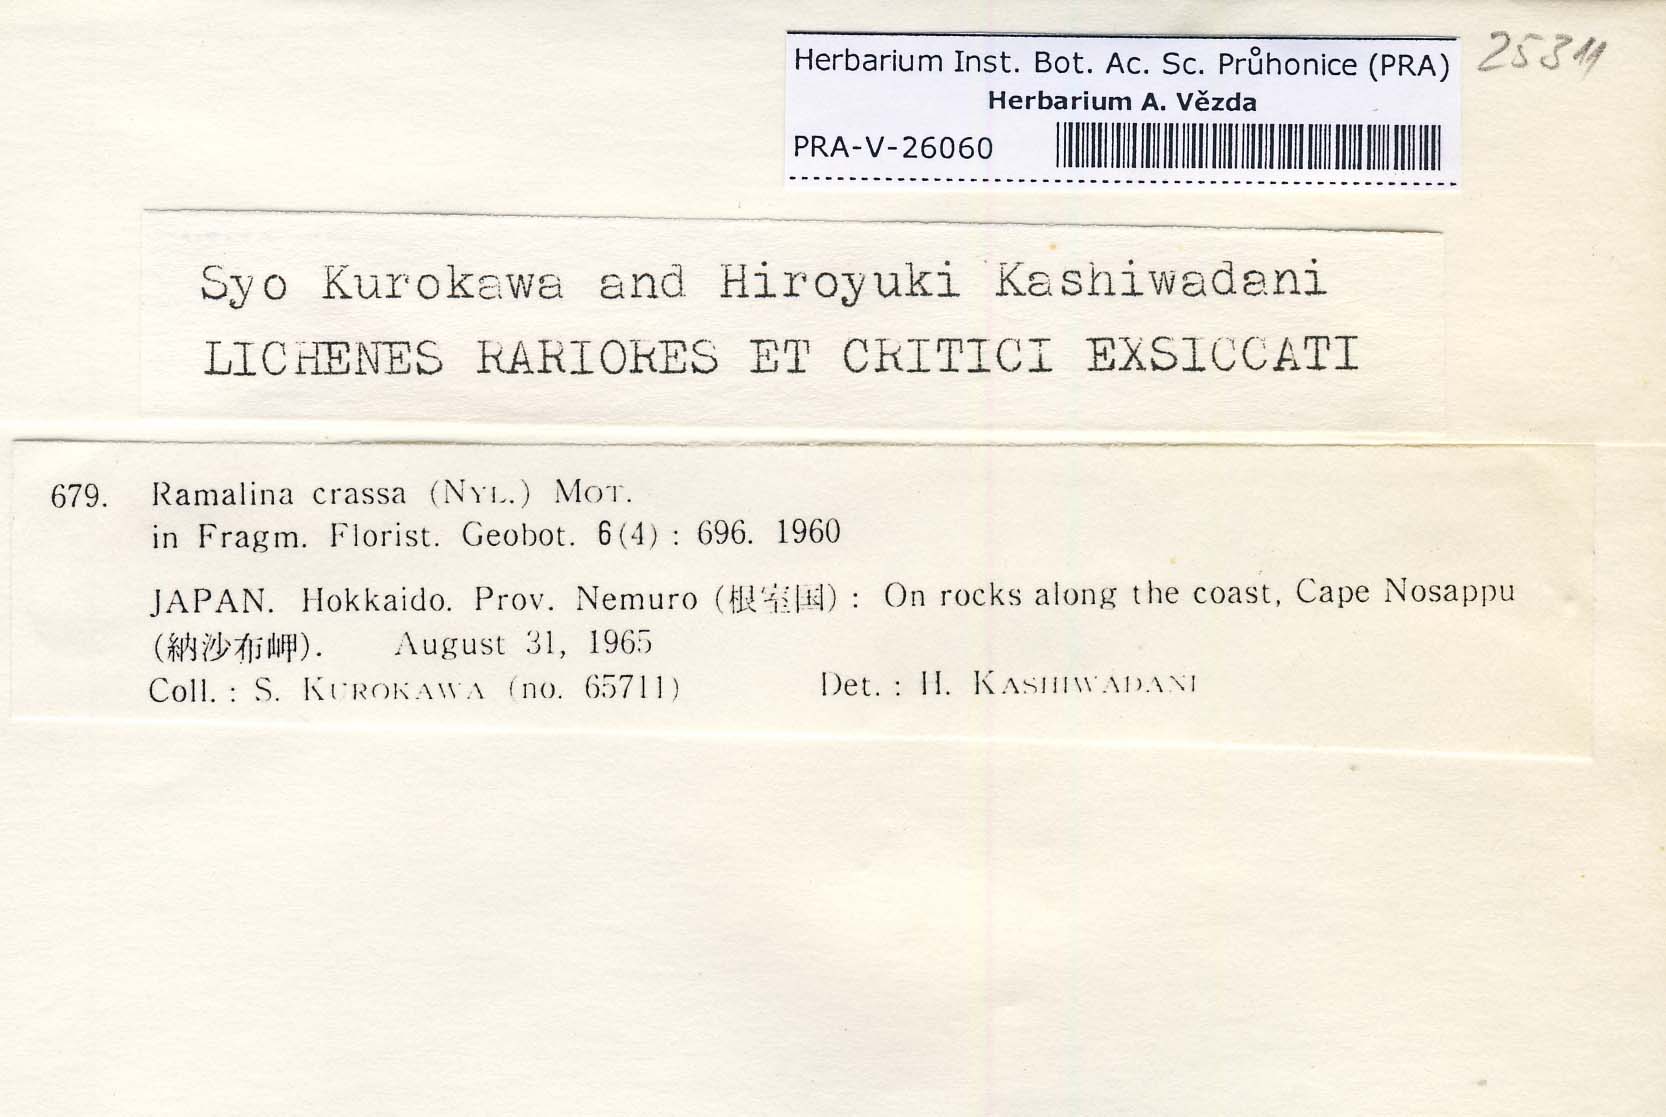 Herbarium Inst. Bot. Ac. Sc. Průhonice (PRA)
25311
Herbarium A. Vězda
PRA-V-26060
Syo Kurokawa and Hiroyuki Kashiwadani
LICHENES RARIORES ET CRITICI EXSICCATI
679. Ramalina crassa (NYL.) MOT.
in Fragm. Florist. Geobot. 6(4) : 696. 1960
JAPAN. Hokkaido. Prov. Nemuro (根室国) : On rocks along the coast, Cape Nosappu
(納沙布岬). August 31, 1965
Coll. : S. KUROKAWA (no. 65711) Det. : H. KASHIWADANI